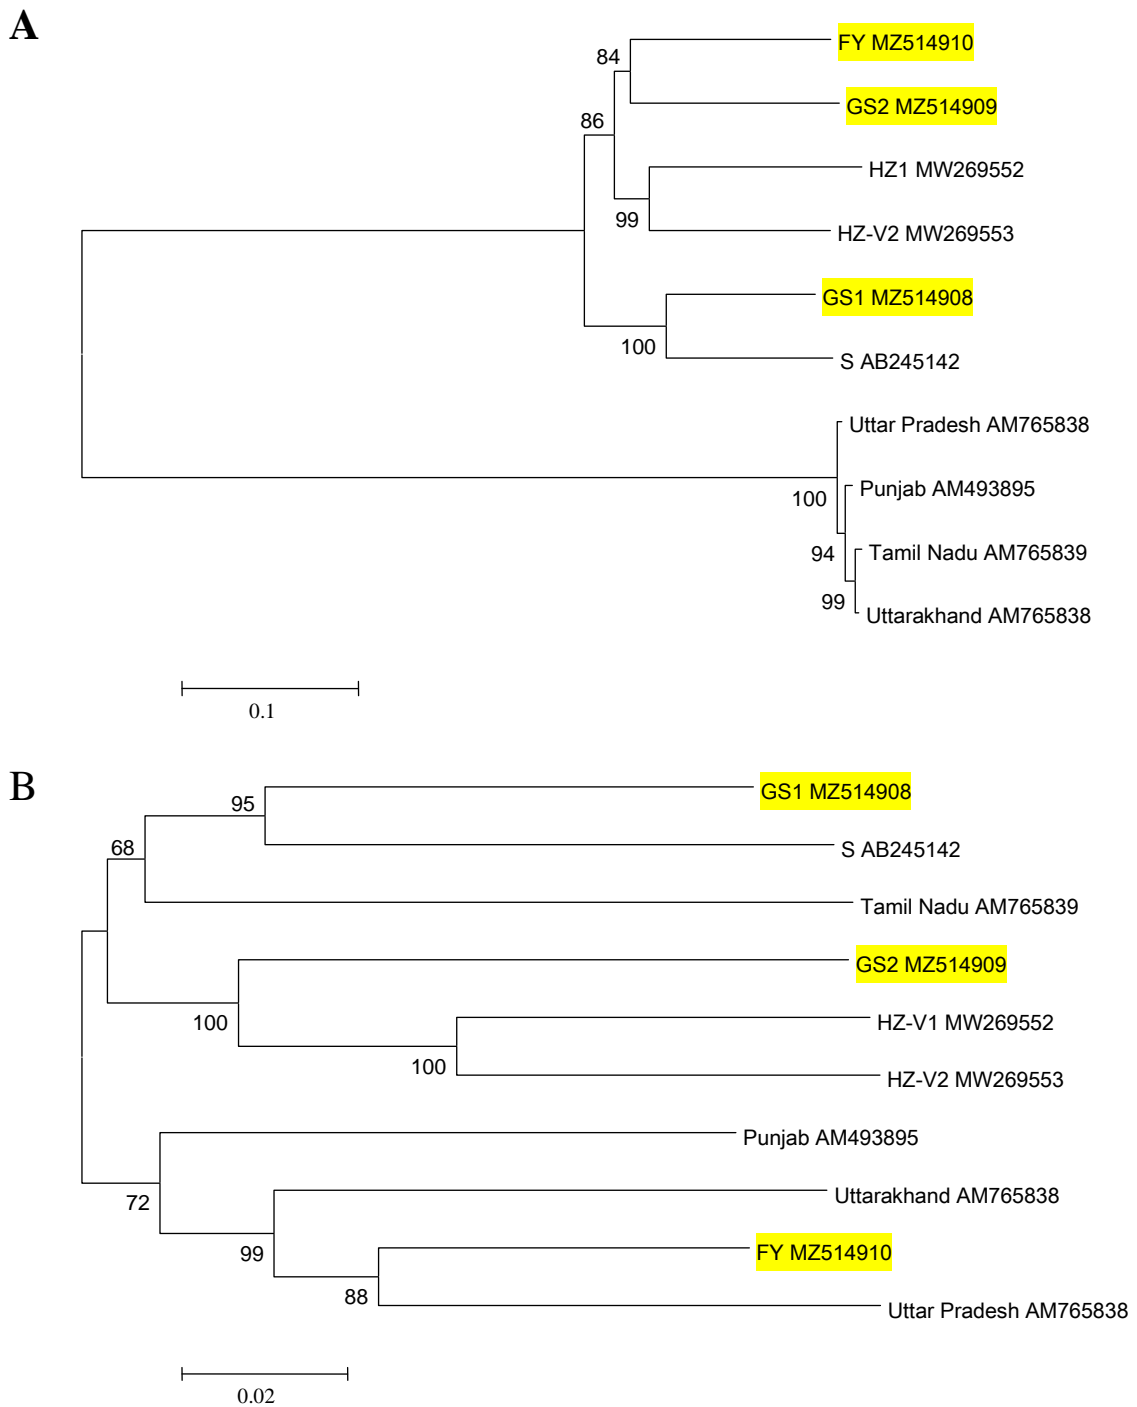 A
FY MZ514910
84
GS2 MZ514909
86
HZ1 MW269552
99
HZ-V2 MW269553
GS1 MZ514908
100
S AB245142
Uttar Pradesh AM765838
Punjab AM493895
100
Tamil Nadu AM765839
94
99
Uttarakhand AM765838
0.1
B
GS1 MZ514908
95
S AB245142
68
Tamil Nadu AM765839
GS2 MZ514909
100
HZ-V1 MW269552
100
HZ-V2 MW269553
Punjab AM493895
72
Uttarakhand AM765838
99
FY MZ514910
88
Uttar Pradesh AM765838
0.02